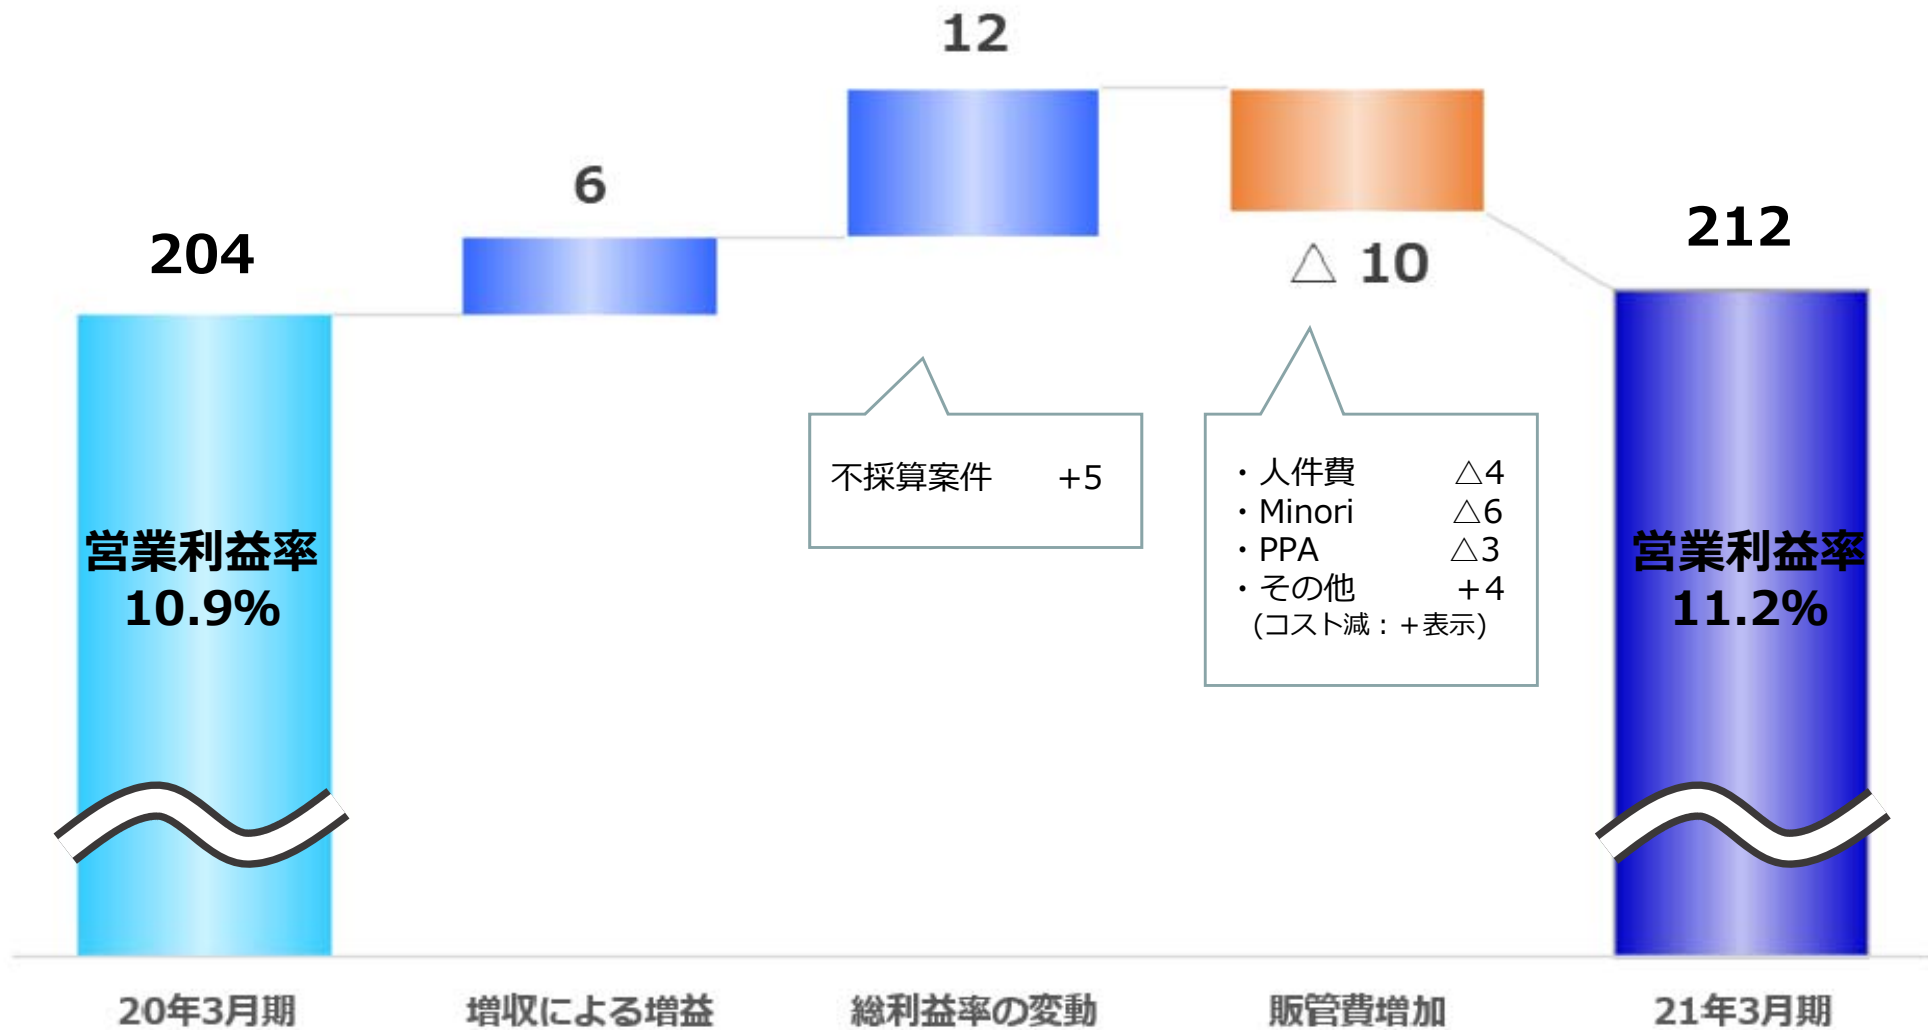 12
6
204
212
△ 10
不採算案件 +5
・人件費 △4
・Minori △6
・PPA △3
・その他 +4
(コスト減：+表示)
営業利益率
10.9%
営業利益率
11.2%
20年3月期
増収による増益
総利益率の変動
販管費増加
21年3月期